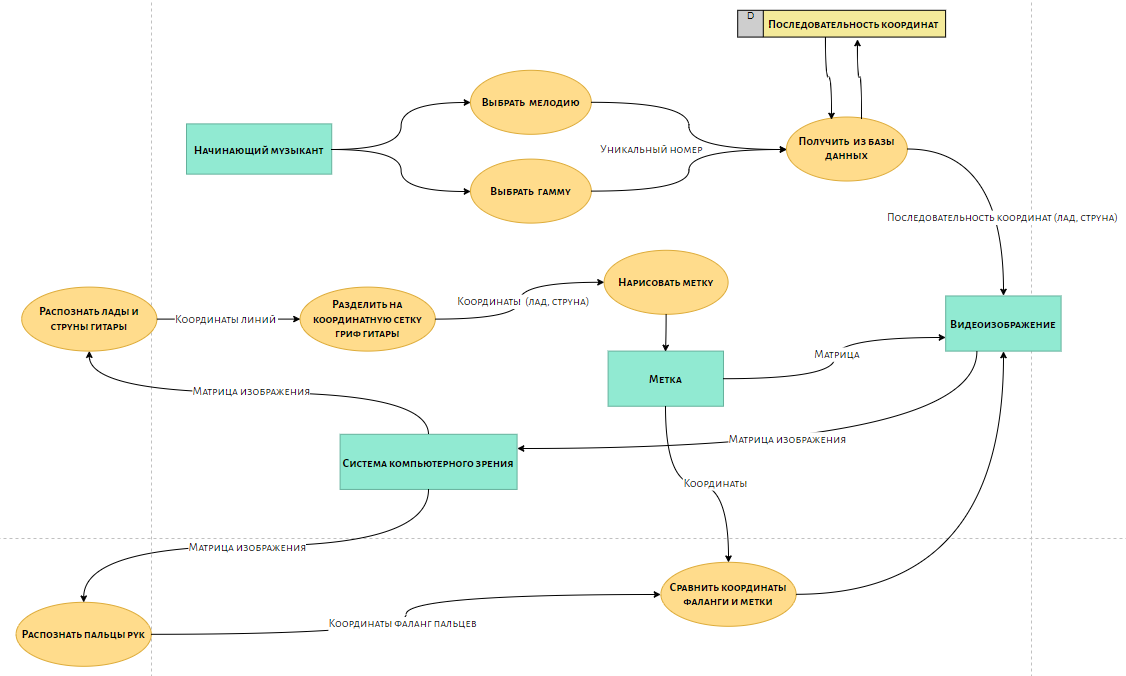 D
Последовательность координат
Выбрать мелодию
Начинающий музыкант
Уникальный номер
Получить из базы
данных
Выбрать гамму
Последовательность координат (лад, струна)
Нарисовать метку
Распознать лады и
струны гитары
Координаты линий
Разделить на
координатную сетку
гриф гитары
Координаты (лад, струна)
Видеоизображение
Матрица
Метка
Матрица изображения
Матрица изображения
Система компьютерного зрения
Координаты
Матрица изображения
Сравнить координаты
фаланги и метки
Распознать пальцы рук
Координаты фаланг пальцев